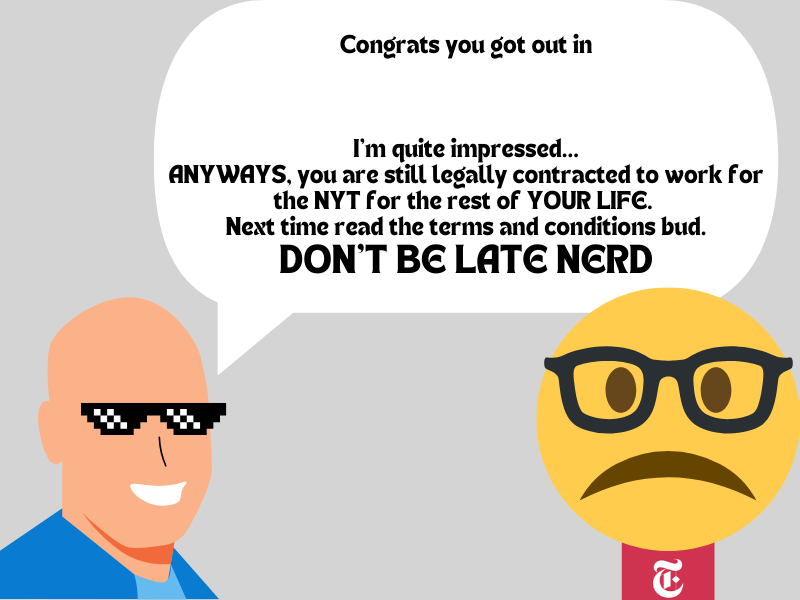 Congrats you got out in
I'm quite impressed...
ANYWAYS, you are still legally contracted to work for
the NYT for the rest of YOUR LIFE.
Next time read the terms and conditions bud.
DON'T BE LATE NERD
T